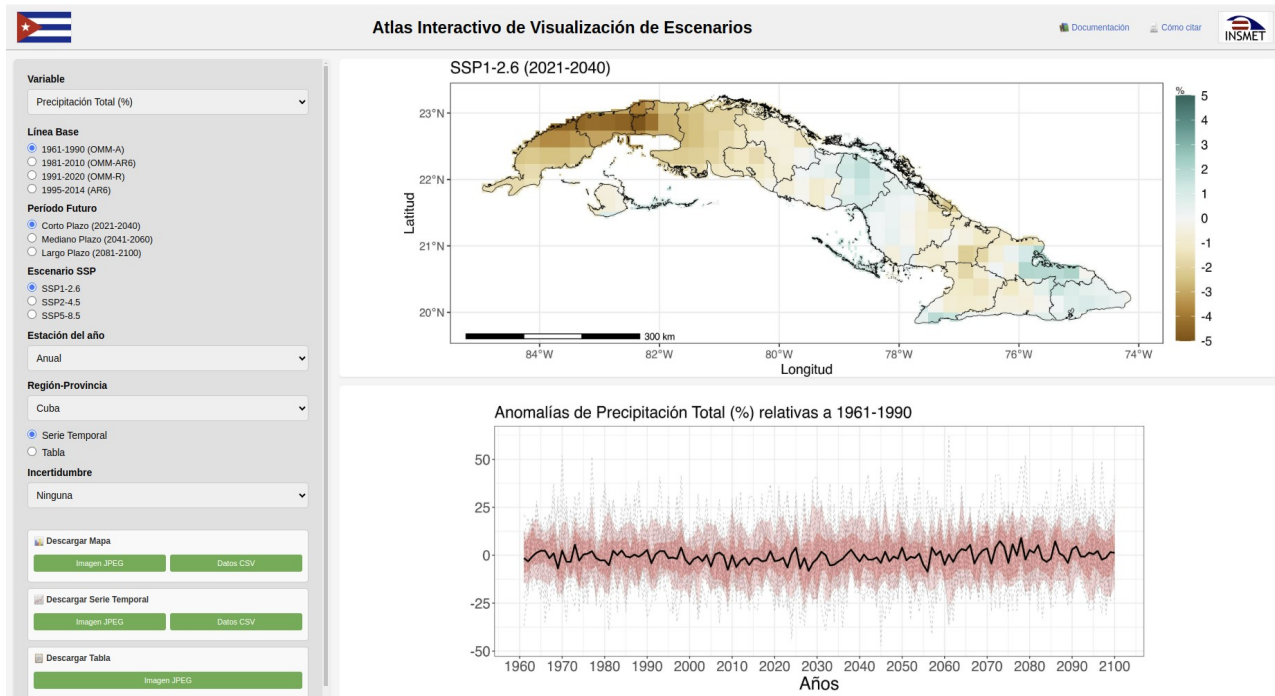 Atlas Interactivo de Visualización de Escenarios
Documentación
Cómo citar
INSMET
Variable
Precipitación Total (%)
Línea Base
1961-1990 (OMM-A)
1981-2010 (OMM-AR6)
1991-2020 (OMM-R)
1995-2014 (AR6)
Período Futuro
Corto Plazo (2021-2040)
Mediano Plazo (2041-2060)
Largo Plazo (2081-2100)
Escenario SSP
SSP1-2.6
SSP2-4.5
SSP5-8.5
Estación del año
Anual
Región-Provincia
Cuba
Serie Temporal
Tabla
Incertidumbre
Ninguna
Descargar Mapa
Imagen JPEG Datos CSV
Descargar Serie Temporal
Imagen JPEG Datos CSV
Descargar Tabla
Imagen JPEG
SSP1-2.6 (2021-2040)
23°N
22°N
21°N
20°N
Latitud
300 km
84°W 82°W 80°W 78°W 76°W 74°W
Longitud
%
5
4
3
2
1
0
-1
-2
-3
-4
-5
Anomalías de Precipitación Total (%) relativas a 1961-1990
50
25
0
-25
-50
1960 1970 1980 1990 2000 2010 2020 2030 2040 2050 2060 2070 2080 2090 2100
Años